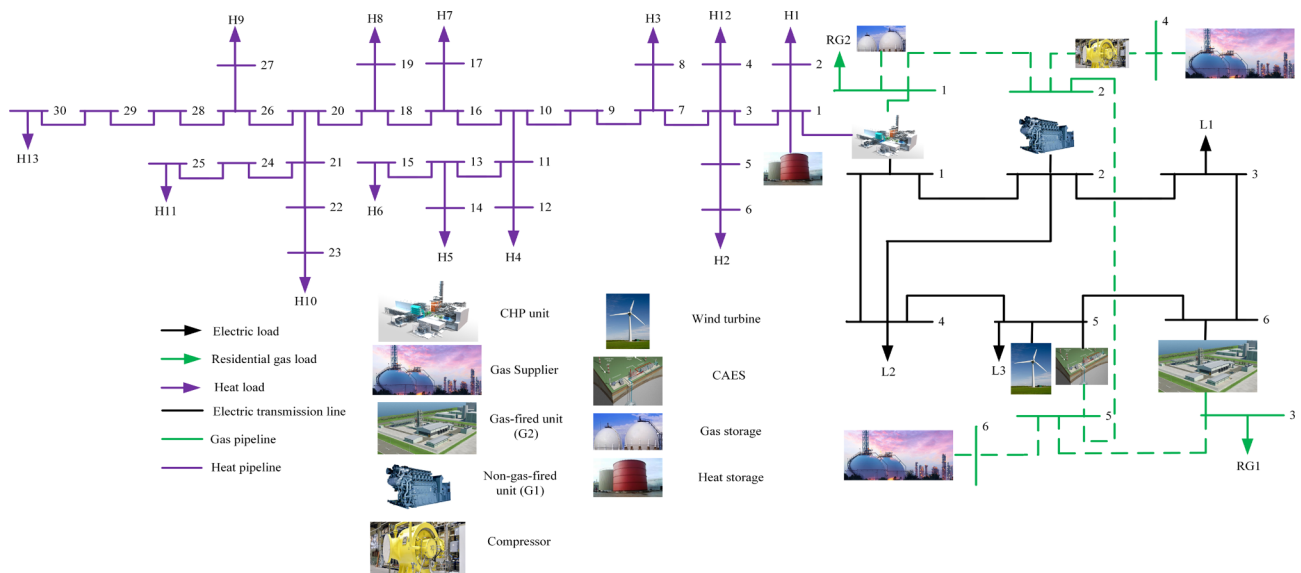 H9
H8
H7
H3
H12
H1
RG2
4
27
19
17
8
4
2
1
2
30
29
28
26
20
18
16
10
9
7
3
1
L1
H13
25
24
21
15
13
11
5
1
2
3
H11
H6
22
14
12
6
23
H5
H4
H2
H10
4
5
6
L2
L3
5
3
6
RG1
Electric load
Residential gas load
Heat load
Electric transmission line
Gas pipeline
Heat pipeline
CHP unit
Gas Supplier
Gas-fired unit
(G2)
Non-gas-fired
unit (G1)
Compressor
Wind turbine
CAES
Gas storage
Heat storage